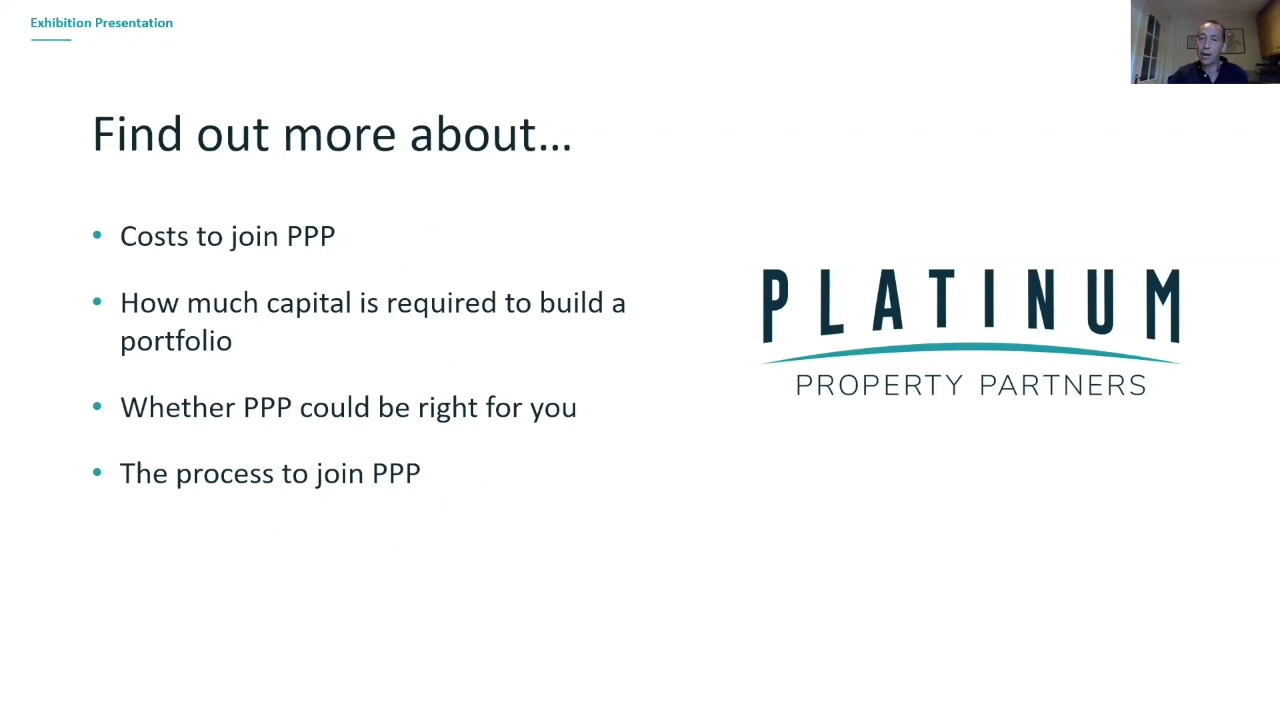 Exhibition Presentation
Find out more about...
• Costs to join PPP
• How much capital is required to build a
portfolio
• Whether PPP could be right for you
• The process to join PPP
PLATINUM
PROPERTY PARTNERS